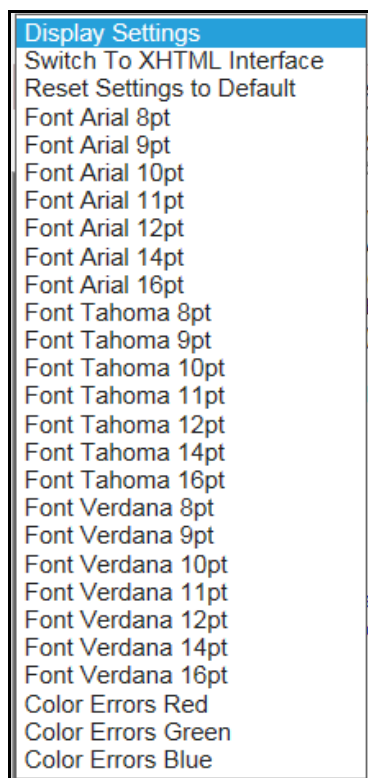 Display Settings
Switch To XHTML Interface
Reset Settings to Default
Font Arial 8pt
Font Arial 9pt
Font Arial 10pt
Font Arial 11pt
Font Arial 12pt
Font Arial 14pt
Font Arial 16pt
Font Tahoma 8pt
Font Tahoma 9pt
Font Tahoma 10pt
Font Tahoma 11pt
Font Tahoma 12pt
Font Tahoma 14pt
Font Tahoma 16pt
Font Verdana 8pt
Font Verdana 9pt
Font Verdana 10pt
Font Verdana 11pt
Font Verdana 12pt
Font Verdana 14pt
Font Verdana 16pt
Color Errors Red
Color Errors Green
Color Errors Blue